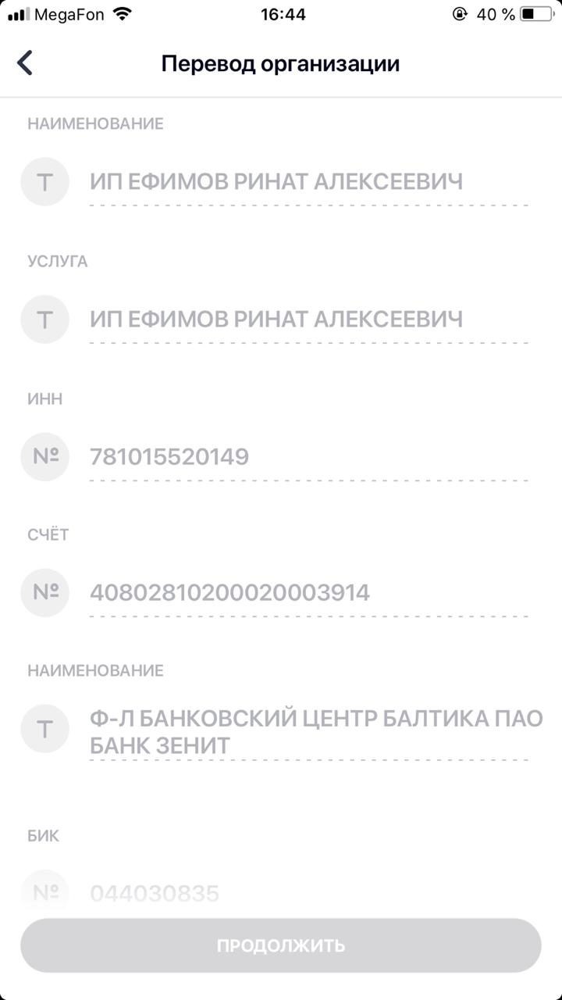 MegaFon 16:44 40 %
Перевод организации
НАИМЕНОВАНИЕ
Т ИП ЕФИМОВ РИНАТ АЛЕКСЕЕВИЧ
УСЛУГА
Т ИП ЕФИМОВ РИНАТ АЛЕКСЕЕВИЧ
ИНН
№ 781015520149
СЧЁТ
№ 40802810200020003914
НАИМЕНОВАНИЕ
Т Ф-Л БАНКОВСКИЙ ЦЕНТР БАЛТИКА ПАО
БАНК ЗЕНИТ
БИК
№ 044030835
ПРОДОЛЖИТЬ